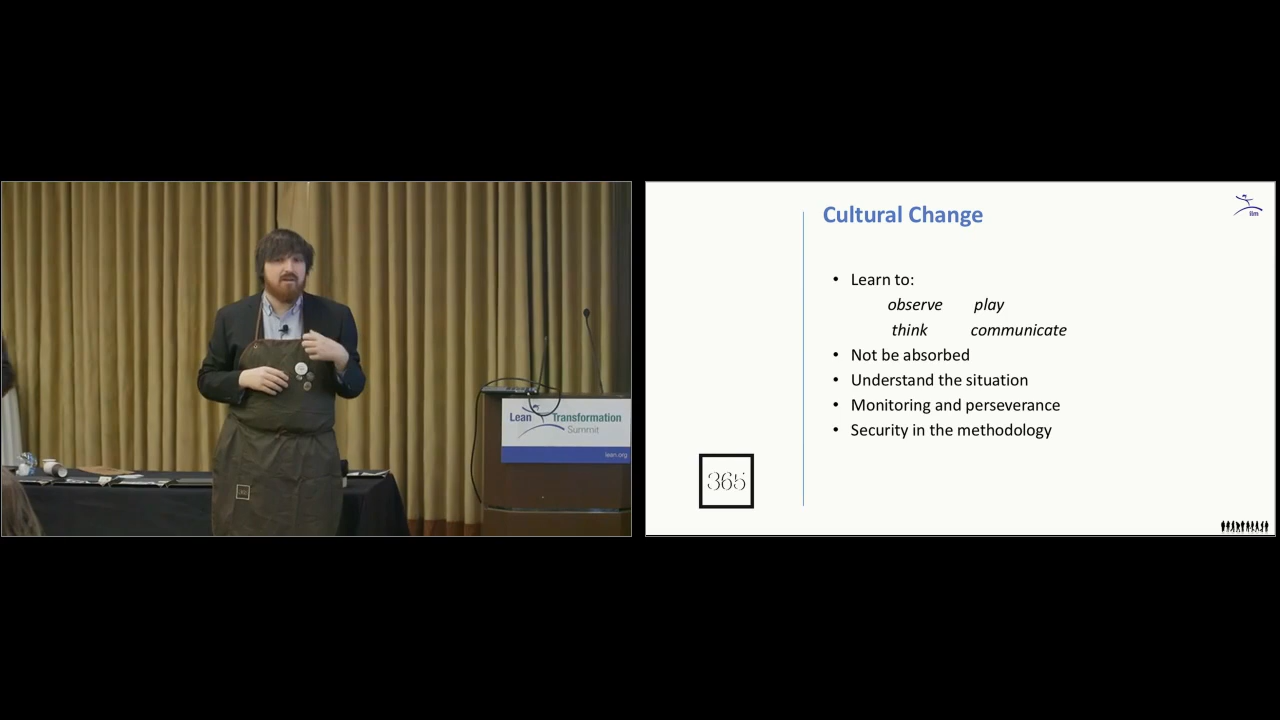 Lean Transformation
Summit
lean.org
Cultural Change
ilm
• Learn to:
observe play
think communicate
• Not be absorbed
• Understand the situation
• Monitoring and perseverance
• Security in the methodology
365